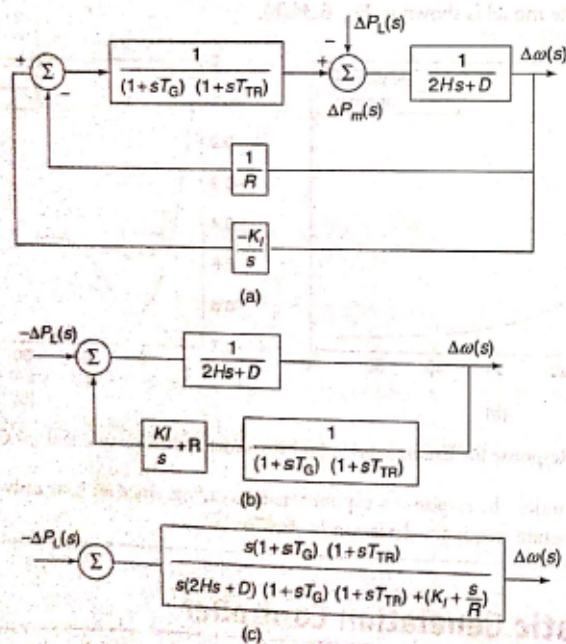 −ΔP_L(s)
Δω(s)
+ Σ −
1
(1+sT_G) (1+sT_TR)
+ Σ −
ΔP_m(s)
1
2Hs+D
1
R
−K_I
s
(a)
−ΔP_L(s)
Σ
1
2Hs+D
Δω(s)
KI
s
+R
1
(1+sT_G) (1+sT_TR)
(b)
−ΔP_L(s)
Σ
s(1+sT_G) (1+sT_TR)
s(2Hs+D) (1+sT_G) (1+sT_TR) +(K_I + s/R)
Δω(s)
(c)